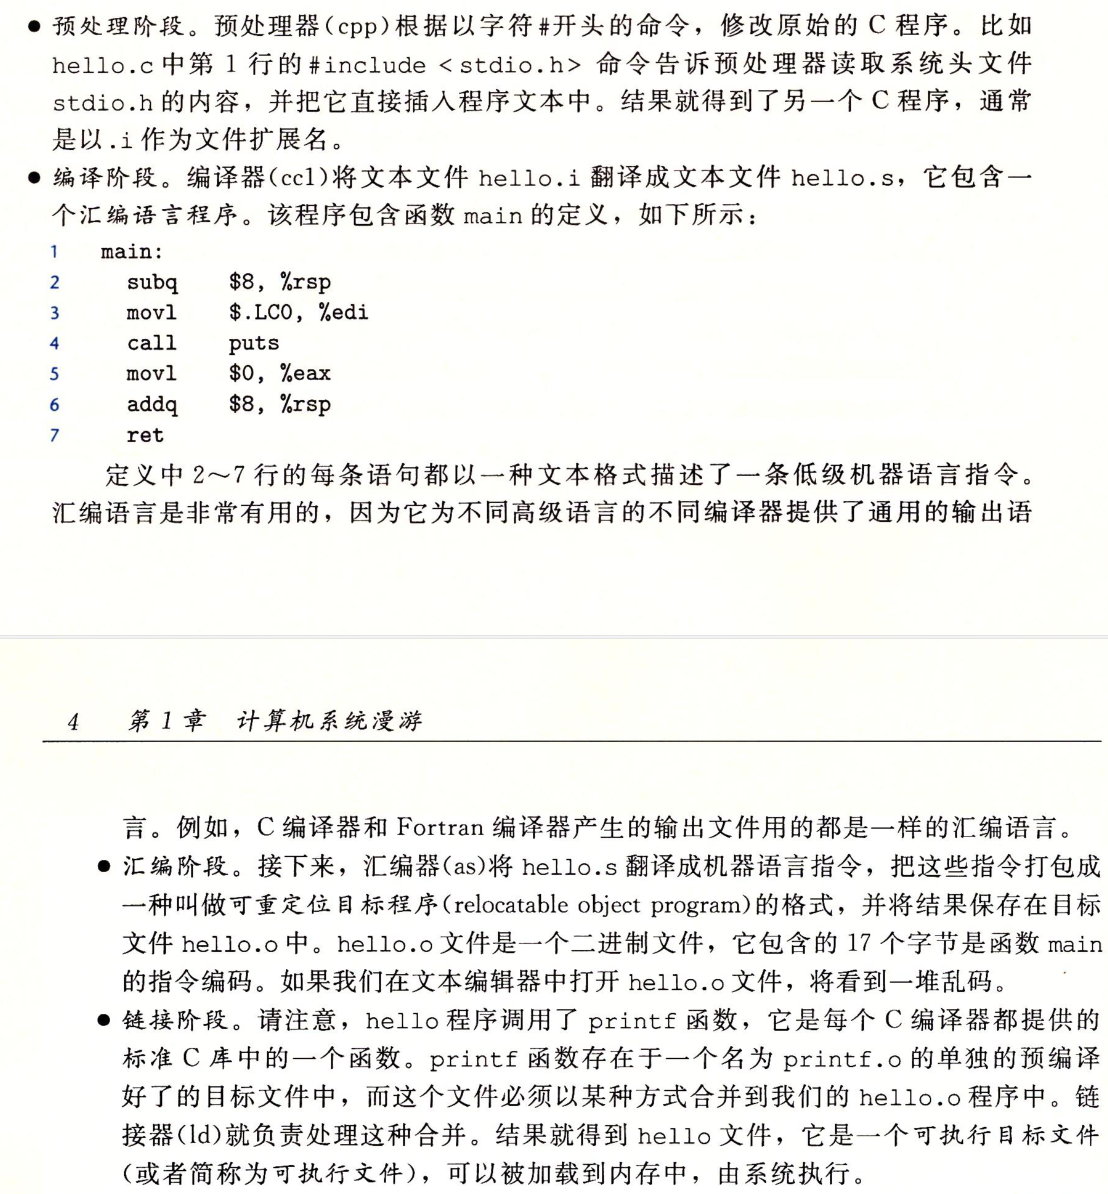 ● 预处理阶段。预处理器(cpp)根据以字符#开头的命令，修改原始的 C 程序。比如
hello.c 中第 1 行的#include <stdio.h> 命令告诉预处理器读取系统头文件
stdio.h 的内容，并把它直接插入程序文本中。结果就得到了另一个 C 程序，通常
是以.i 作为文件扩展名。
● 编译阶段。编译器(cc1)将文本文件 hello.i 翻译成文本文件 hello.s，它包含一
个汇编语言程序。该程序包含函数 main 的定义，如下所示：
1 main:
2 subq $8, %rsp
3 movl $.LC0, %edi
4 call puts
5 movl $0, %eax
6 addq $8, %rsp
7 ret
定义中 2～7 行的每条语句都以一种文本格式描述了一条低级机器语言指令。
汇编语言是非常有用的，因为它为不同高级语言的不同编译器提供了通用的输出语
4 第 1 章 计算机系统漫游
言。例如，C 编译器和 Fortran 编译器产生的输出文件用的都是一样的汇编语言。
● 汇编阶段。接下来，汇编器(as)将 hello.s 翻译成机器语言指令，把这些指令打包成
一种叫做可重定位目标程序(relocatable object program)的格式，并将结果保存在目标
文件 hello.o 中。hello.o 文件是一个二进制文件，它包含的 17 个字节是函数 main
的指令编码。如果我们在文本编辑器中打开 hello.o 文件，将看到一堆乱码。
● 链接阶段。请注意，hello 程序调用了 printf 函数，它是每个 C 编译器都提供的
标准 C 库中的一个函数。printf 函数存在于一个名为 printf.o 的单独的预编译
好了的目标文件中，而这个文件必须以某种方式合并到我们的 hello.o 程序中。链
接器(ld)就负责处理这种合并。结果就得到 hello 文件，它是一个可执行目标文件
(或者简称为可执行文件)，可以被加载到内存中，由系统执行。